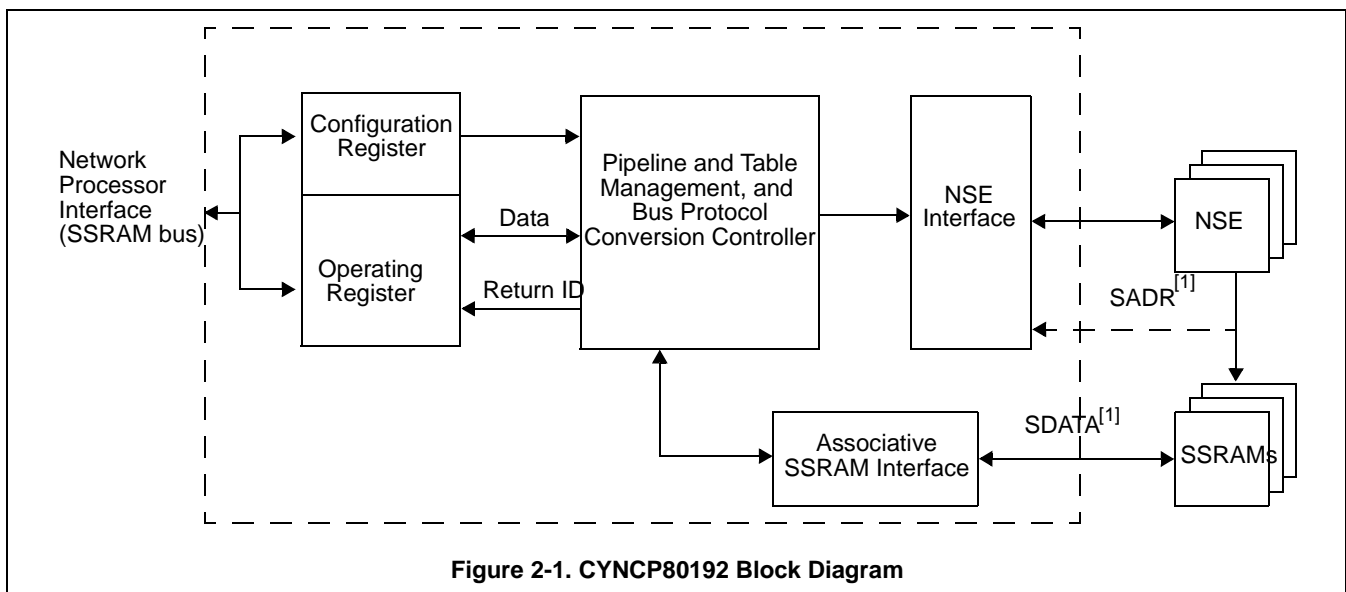 Network
Processor
Interface
(SSRAM bus)
Configuration
Register
Operating
Register
Data
Return ID
Pipeline and Table
Management, and
Bus Protocol
Conversion Controller
NSE
Interface
NSE
SADR[1]
Associative
SSRAM Interface
SDATA[1]
SSRAMs
Figure 2-1. CYNCP80192 Block Diagram